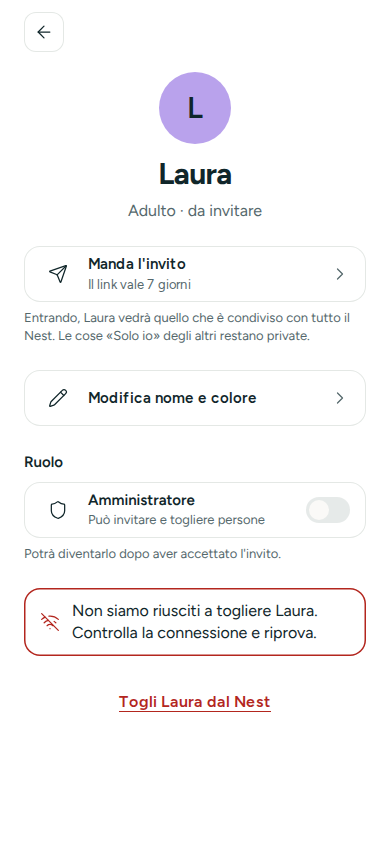 L
Laura
Adulto · da invitare
Manda l'invito
Il link vale 7 giorni
Entrando, Laura vedrà quello che è condiviso con tutto il
Nest. Le cose «Solo io» degli altri restano private.
Modifica nome e colore
Ruolo
Amministratore
Può invitare e togliere persone
Potrà diventarlo dopo aver accettato l'invito.
Non siamo riusciti a togliere Laura.
Controlla la connessione e riprova.
Togli Laura dal Nest